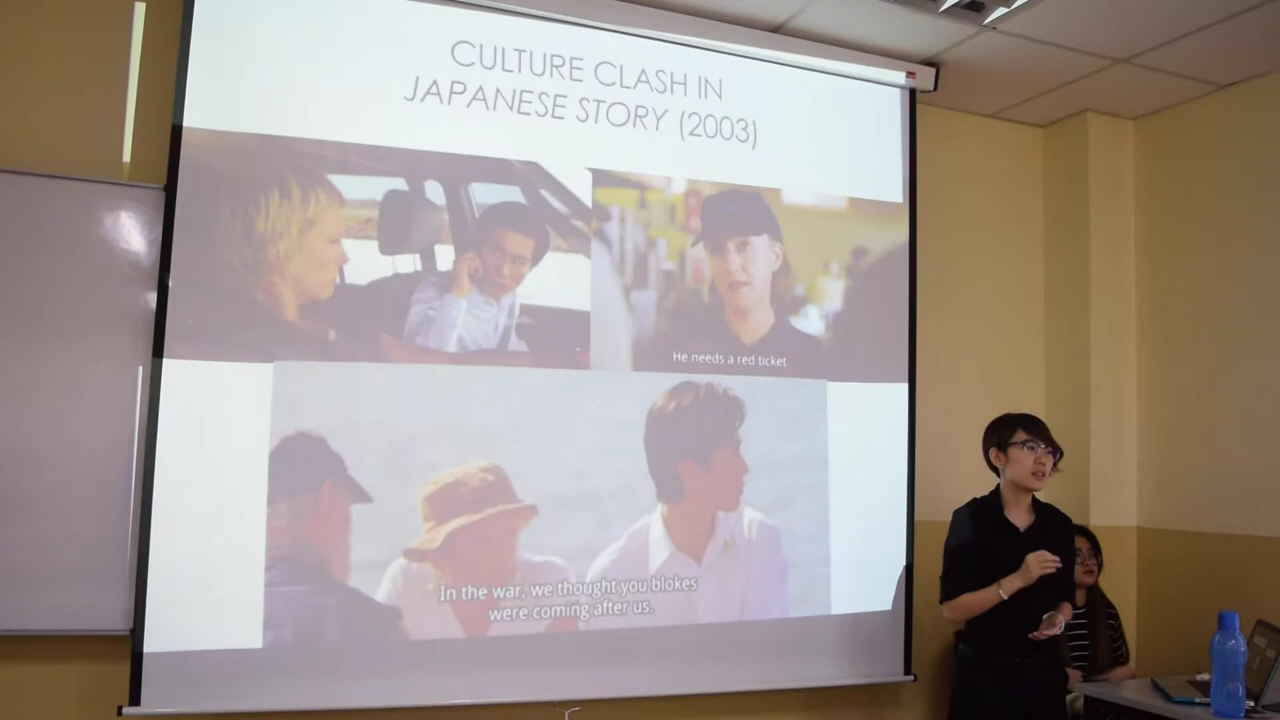 CULTURE CLASH IN
JAPANESE STORY (2003)
He needs a red ticket
In the war, we thought you blokes
were coming after us.